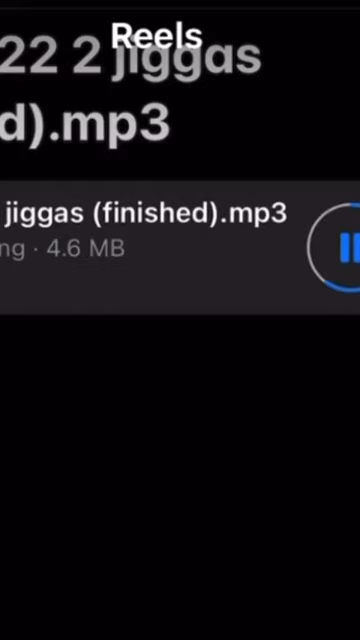 Reels
22 2 jiggas
d).mp3
jiggas (finished).mp3
ng · 4.6 MB